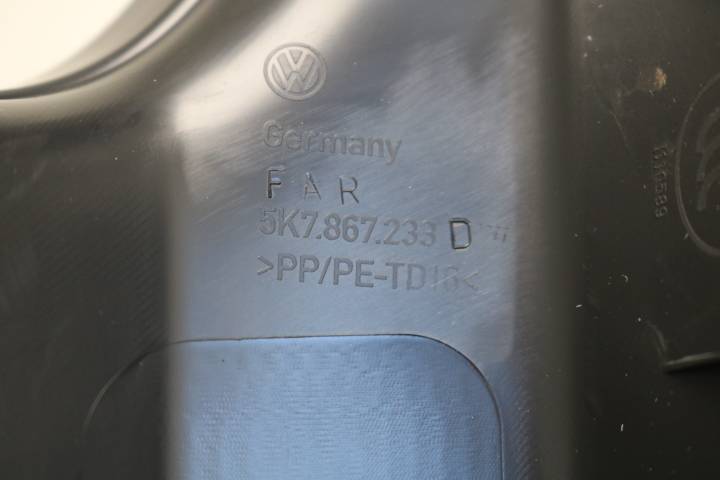 VW
Germany
F A R
5K7.867.233 D
>PP/PE-TD16<